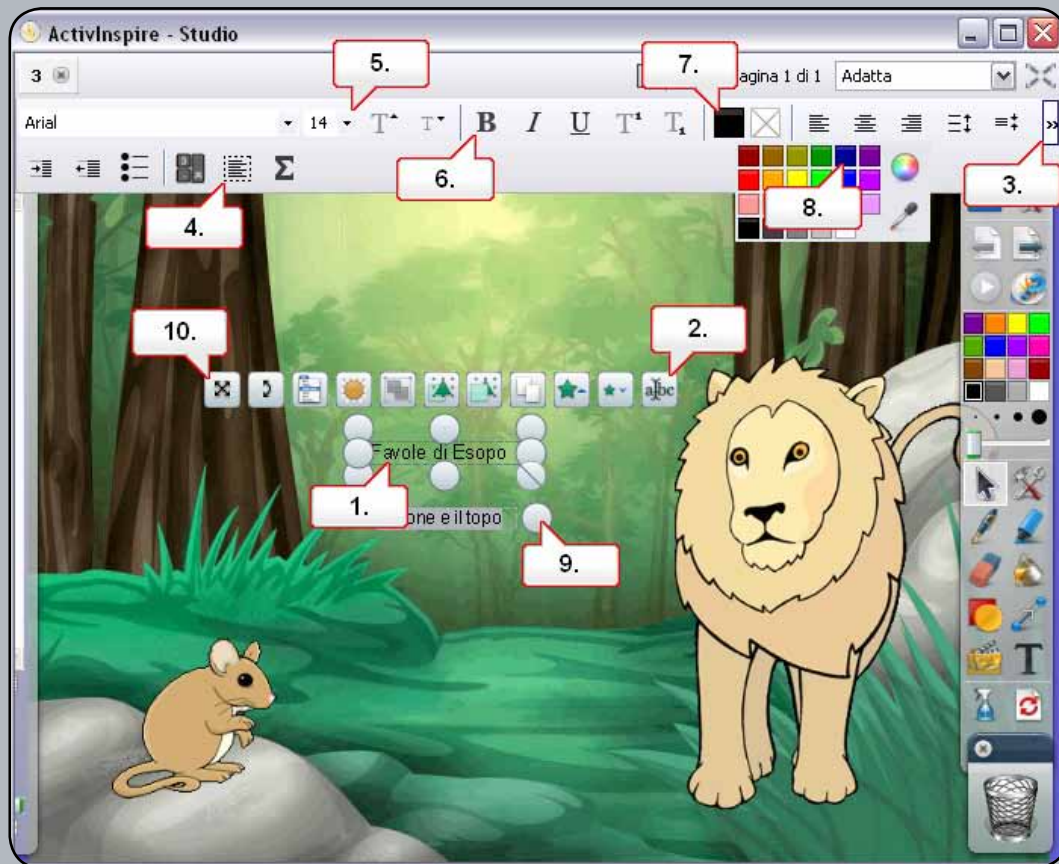 ActivInspire - Studio
3
5.
7.
agina 1 di 1
Adatta
Arial
14
B I U
6.
8.
3.
4.
Σ
10.
2.
abc
Favole di Esopo
1.
one e il topo
9.
T